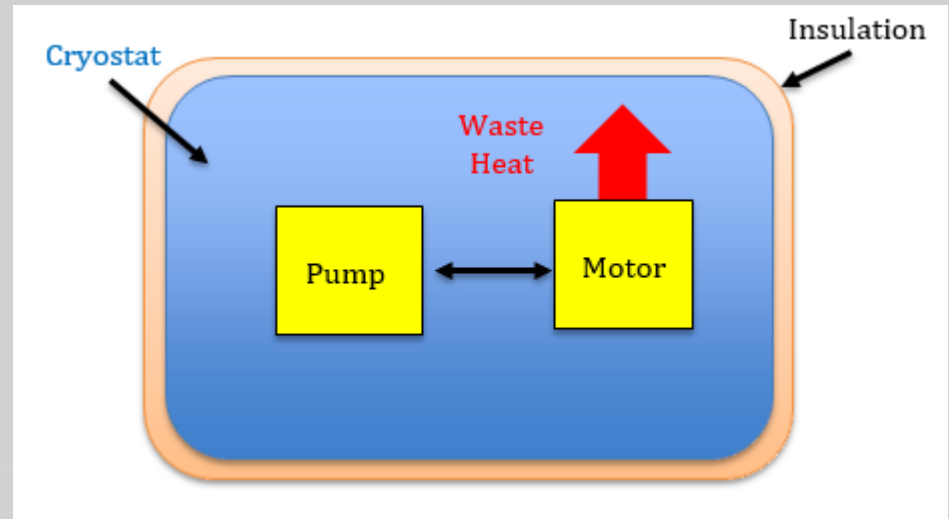 Insulation
Cryostat
Waste
Heat
Pump
Motor